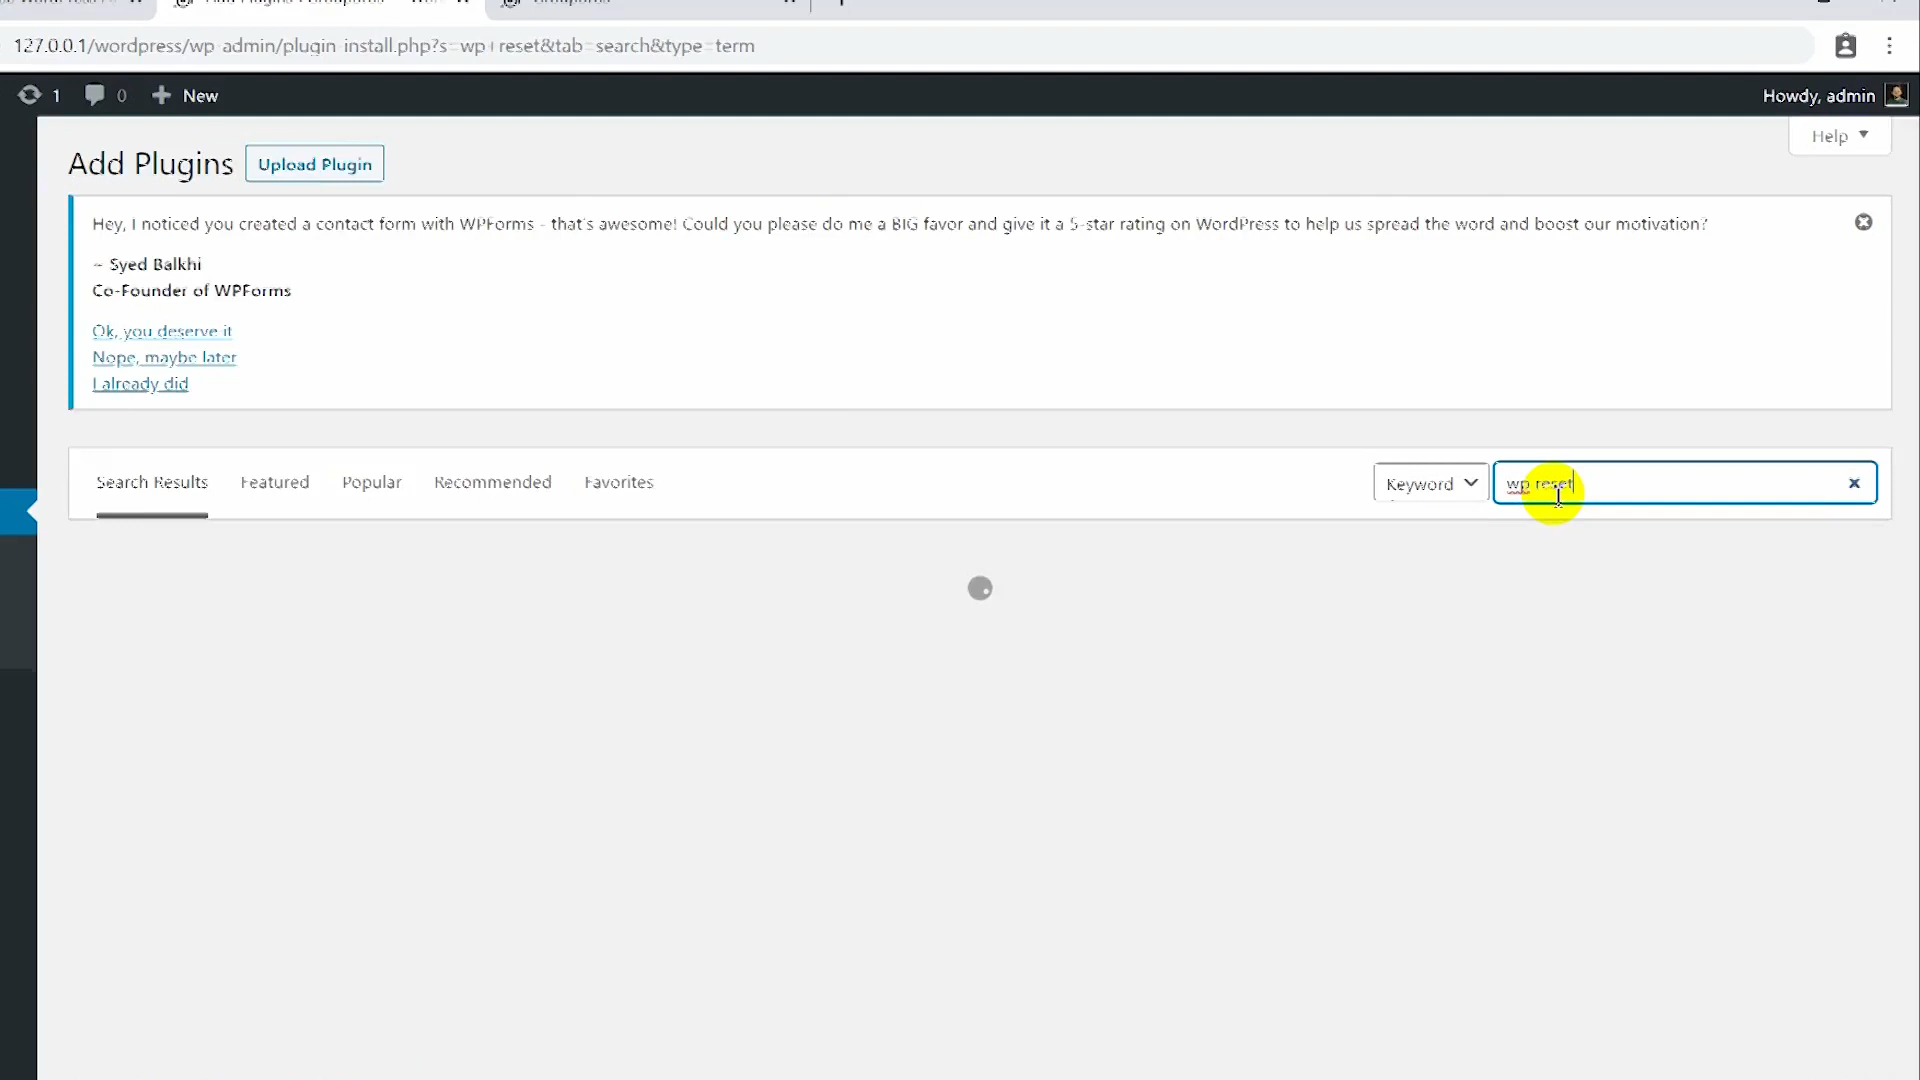 127.0.0.1/wordpress/wp-admin/plugin-install.php?s=wp+reset&tab=search&type=term
1 0 New Howdy, admin
Help
Add Plugins Upload Plugin
Hey, I noticed you created a contact form with WPForms - that's awesome! Could you please do me a BIG favor and give it a 5-star rating on WordPress to help us spread the word and boost our motivation?
~ Syed Balkhi
Co-Founder of WPForms
Ok, you deserve it
Nope, maybe later
I already did
Search Results Featured Popular Recommended Favorites Keyword wp reset